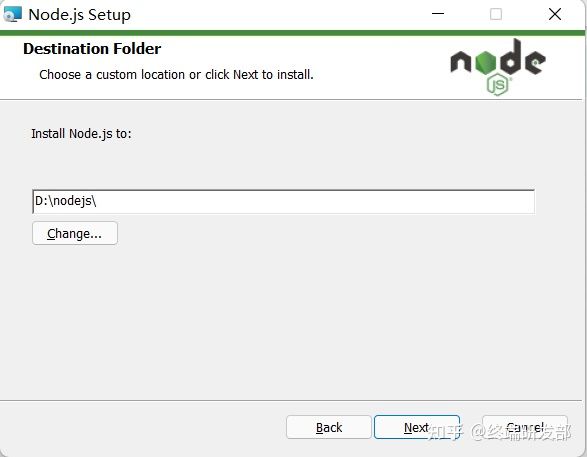 Node.js Setup
Destination Folder
Choose a custom location or click Next to install.
node
JS
Install Node.js to:
D:\nodejs\
Change...
Back
Next
Cancel
知乎 @终端研发部